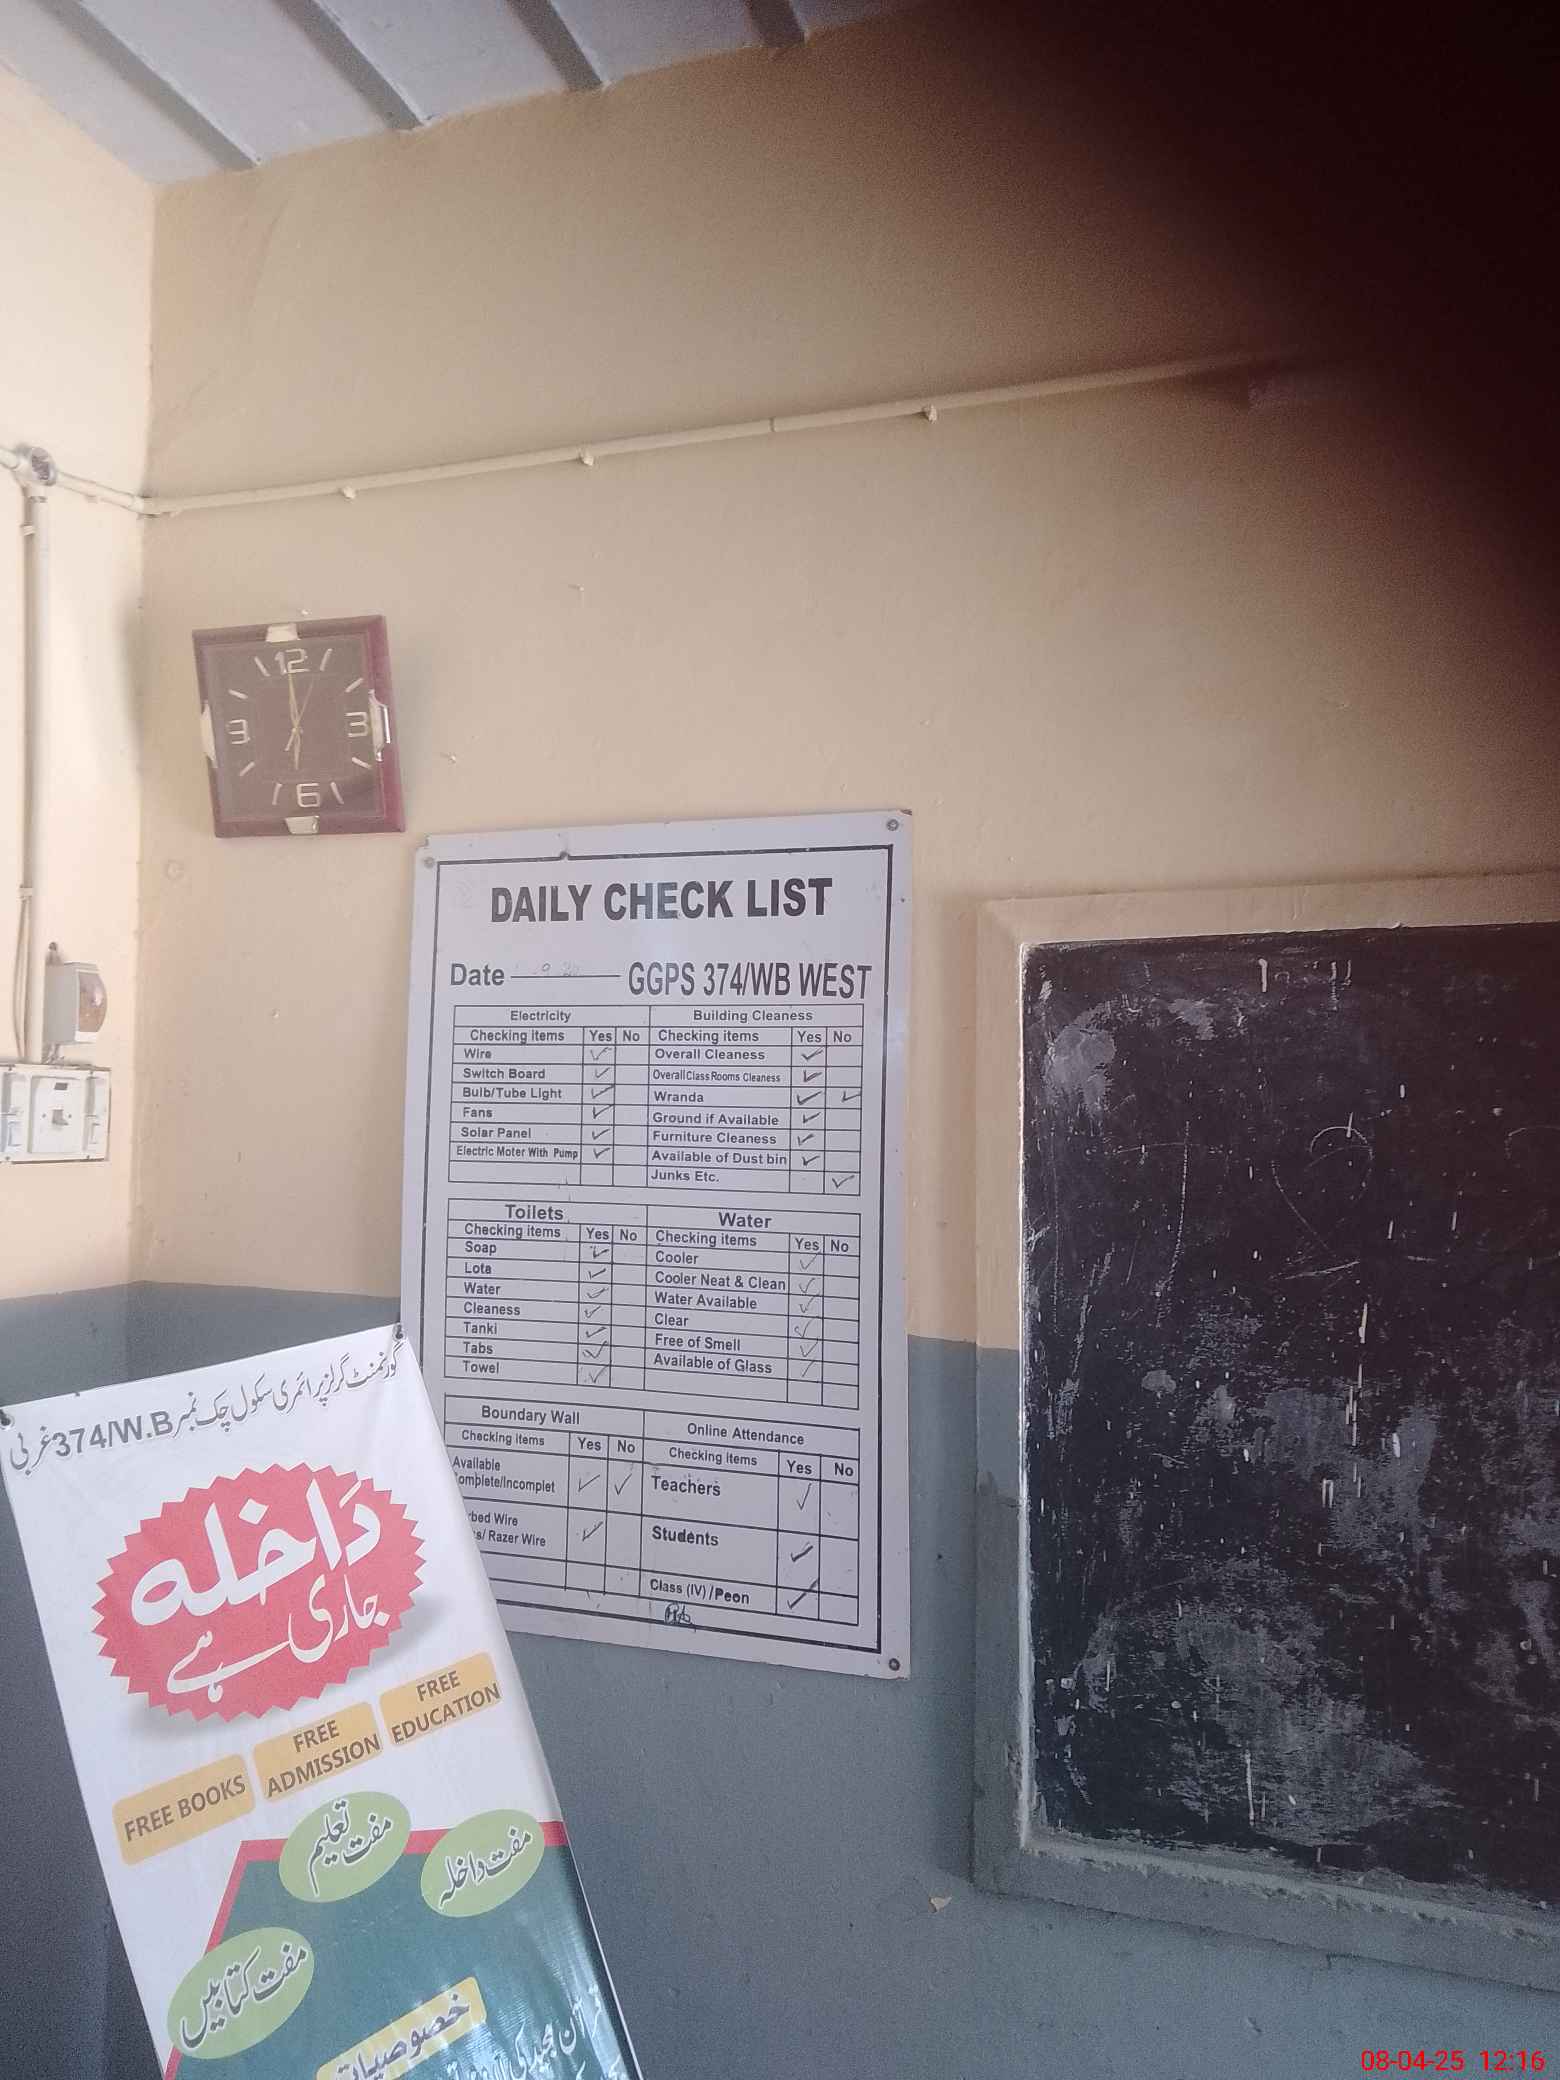 12
3
6
9
DAILY CHECK LIST
Date GGPS 374/WB WEST
Electricity
Checking items Yes No
Wire ✓
Switch Board ✓
Bulb/Tube Light ✓
Fans ✓
Solar Panel ✓
Electric Moter With Pump ✓
Building Cleaness
Checking items Yes No
Overall Cleaness ✓
Overall Class Rooms Cleaness ✓
Wranda ✓ ✓
Ground if Available ✓
Furniture Cleaness ✓
Available of Dust bin ✓
Junks Etc. ✓
Toilets
Checking items Yes No
Soap ✓
Lota ✓
Water ✓
Cleaness ✓
Tanki ✓
Tabs ✓
Towel ✓
Water
Checking items Yes No
Cooler ✓
Cooler Neat & Clean ✓
Water Available ✓
Clear ✓
Free of Smell ✓
Available of Glass ✓
Boundary Wall
Checking items Yes No
Available
Complete/Incomplet ✓ ✓
Wire
Razer Wire ✓
Online Attendance
Checking items Yes No
Teachers ✓
Students ✓
Class (IV) /Peon ✓
گورنمنٹ گرلز پرائمری سکول چک نمبر 374/W.B غربی
داخلہ
جاری ہے
FREE BOOKS
FREE
ADMISSION
FREE
EDUCATION
مفت تعلیم
مفت داخلہ
مفت کتابیں
خصوصیات
قرآن مجید کی
08-04-25 12:16